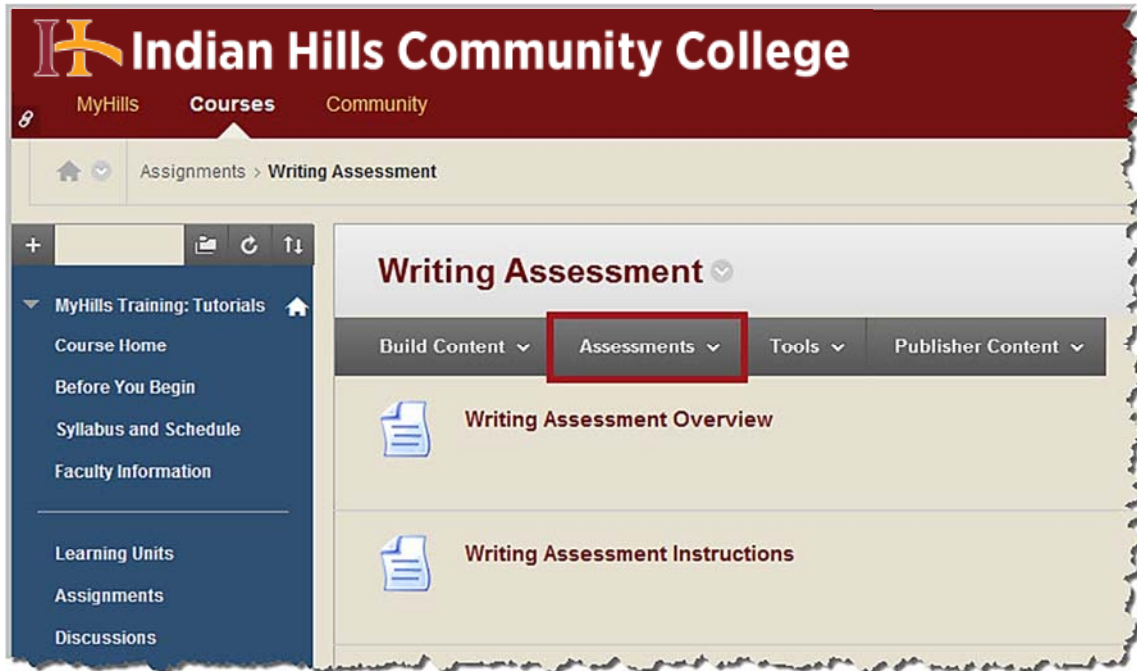 Indian Hills Community College
MyHills Courses Community
Assignments > Writing Assessment
MyHills Training: Tutorials
Course Home
Before You Begin
Syllabus and Schedule
Faculty Information
Learning Units
Assignments
Discussions
Writing Assessment
Build Content Assessments Tools Publisher Content
Writing Assessment Overview
Writing Assessment Instructions